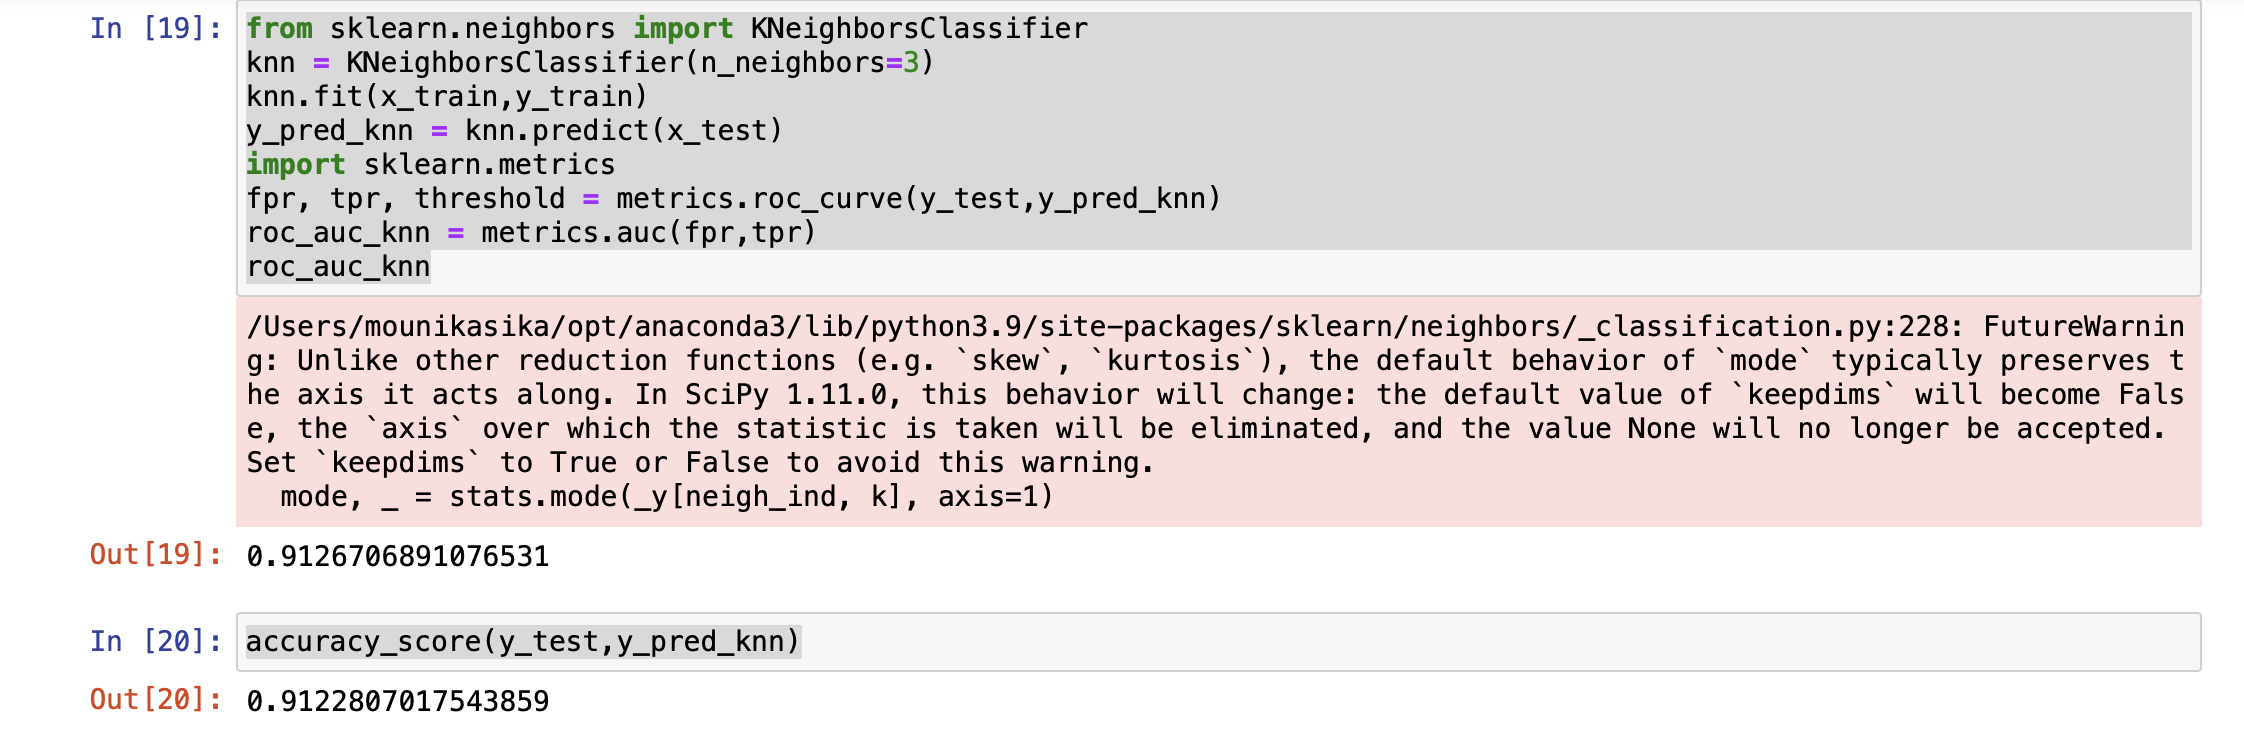 In [19]: from sklearn.neighbors import KNeighborsClassifier
knn = KNeighborsClassifier(n_neighbors=3)
knn.fit(x_train,y_train)
y_pred_knn = knn.predict(x_test)
import sklearn.metrics
fpr, tpr, threshold = metrics.roc_curve(y_test,y_pred_knn)
roc_auc_knn = metrics.auc(fpr,tpr)
roc_auc_knn
/Users/mounikasika/opt/anaconda3/lib/python3.9/site-packages/sklearn/neighbors/_classification.py:228: FutureWarnin
g: Unlike other reduction functions (e.g. `skew`, `kurtosis`), the default behavior of `mode` typically preserves t
he axis it acts along. In SciPy 1.11.0, this behavior will change: the default value of `keepdims` will become Fals
e, the `axis` over which the statistic is taken will be eliminated, and the value None will no longer be accepted.
Set `keepdims` to True or False to avoid this warning.
  mode, _ = stats.mode(_y[neigh_ind, k], axis=1)
Out[19]: 0.9126706891076531
In [20]: accuracy_score(y_test,y_pred_knn)
Out[20]: 0.9122807017543859